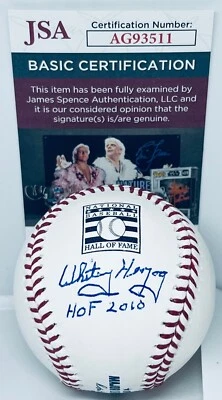 JSA
Certification Number:
AG93511
BASIC CERTIFICATION
This item has been fully examined by
James Spence Authentication, LLC and
it is our considered opinion that the
signature(s) is/are genuine.
NATIONAL
BASEBALL
HALL OF FAME
Whitey Herzog
HOF 2010